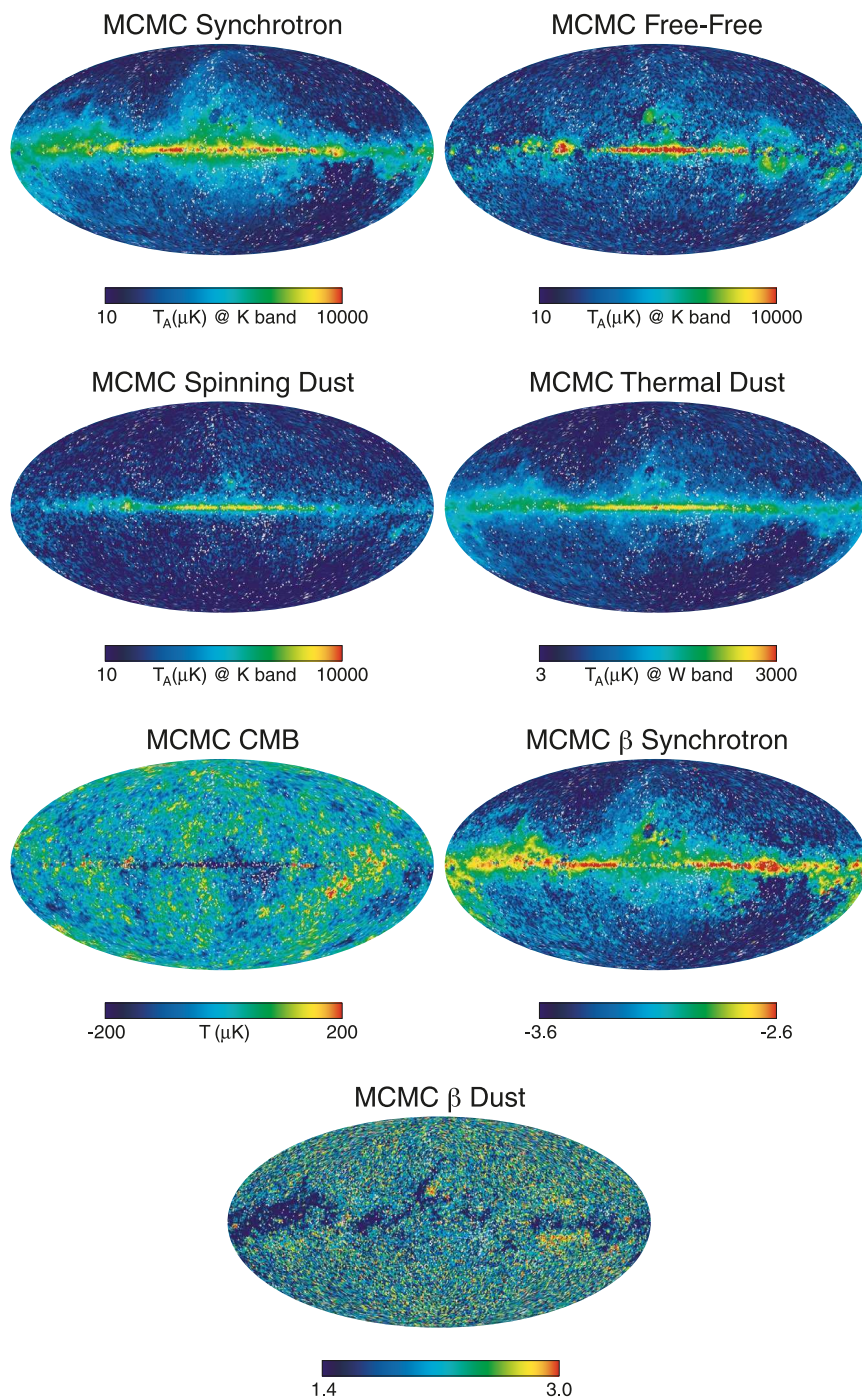 MCMC Synchrotron
MCMC Free-Free
10 T_A(μK) @ K band 10000
10 T_A(μK) @ K band 10000
MCMC Spinning Dust
MCMC Thermal Dust
10 T_A(μK) @ K band 10000
3 T_A(μK) @ W band 3000
MCMC CMB
MCMC β Synchrotron
-200 T (μK) 200
-3.6 -2.6
MCMC β Dust
1.4 3.0